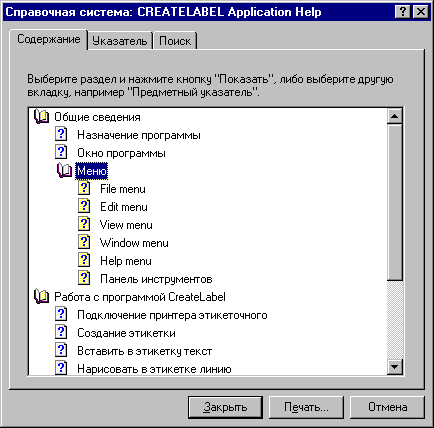 Справочная система: CREATELABEL Application Help
Содержание Указатель Поиск
Выберите раздел и нажмите кнопку "Показать", либо выберите другую
вкладку, например "Предметный указатель".
Общие сведения
Назначение программы
Окно программы
Меню
File menu
Edit menu
View menu
Window menu
Help menu
Панель инструментов
Работа с программой CreateLabel
Подключение принтера этикеточного
Создание этикетки
Вставить в этикетку текст
Нарисовать в этикетке линию
Закрыть Печать... Отмена